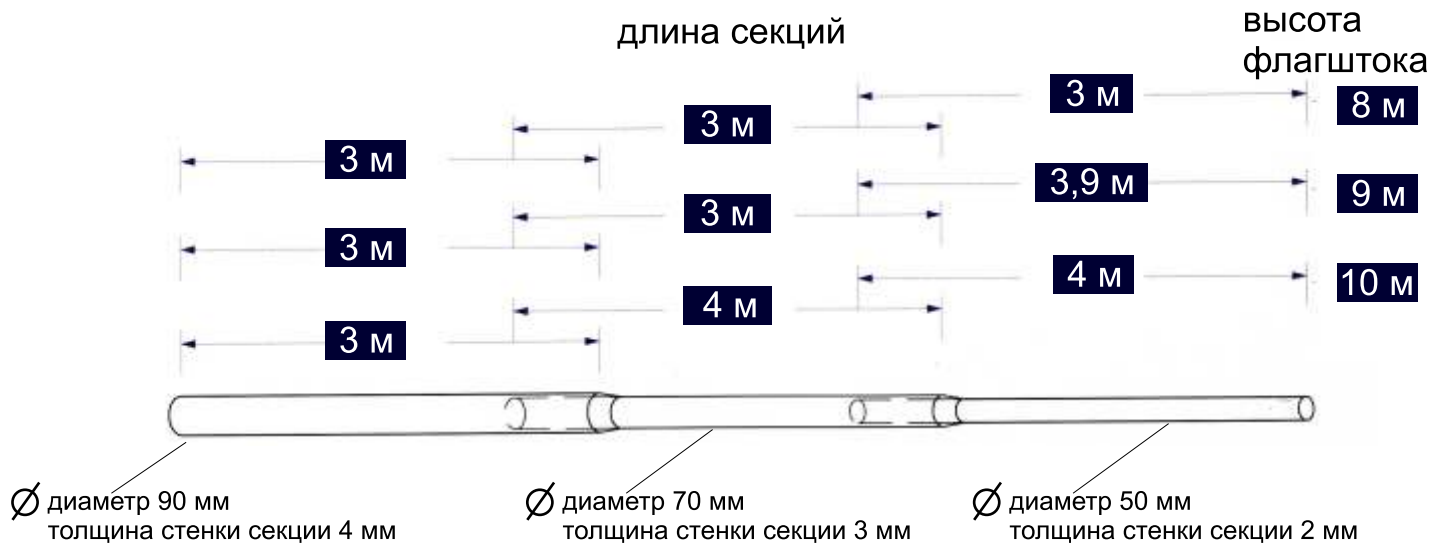 длина секций
высота
флагштока
3 м
3 м
3 м
8 м
3 м
3 м
3,9 м
9 м
3 м
4 м
4 м
10 м
диаметр 90 мм
толщина стенки секции 4 мм
диаметр 70 мм
толщина стенки секции 3 мм
диаметр 50 мм
толщина стенки секции 2 мм